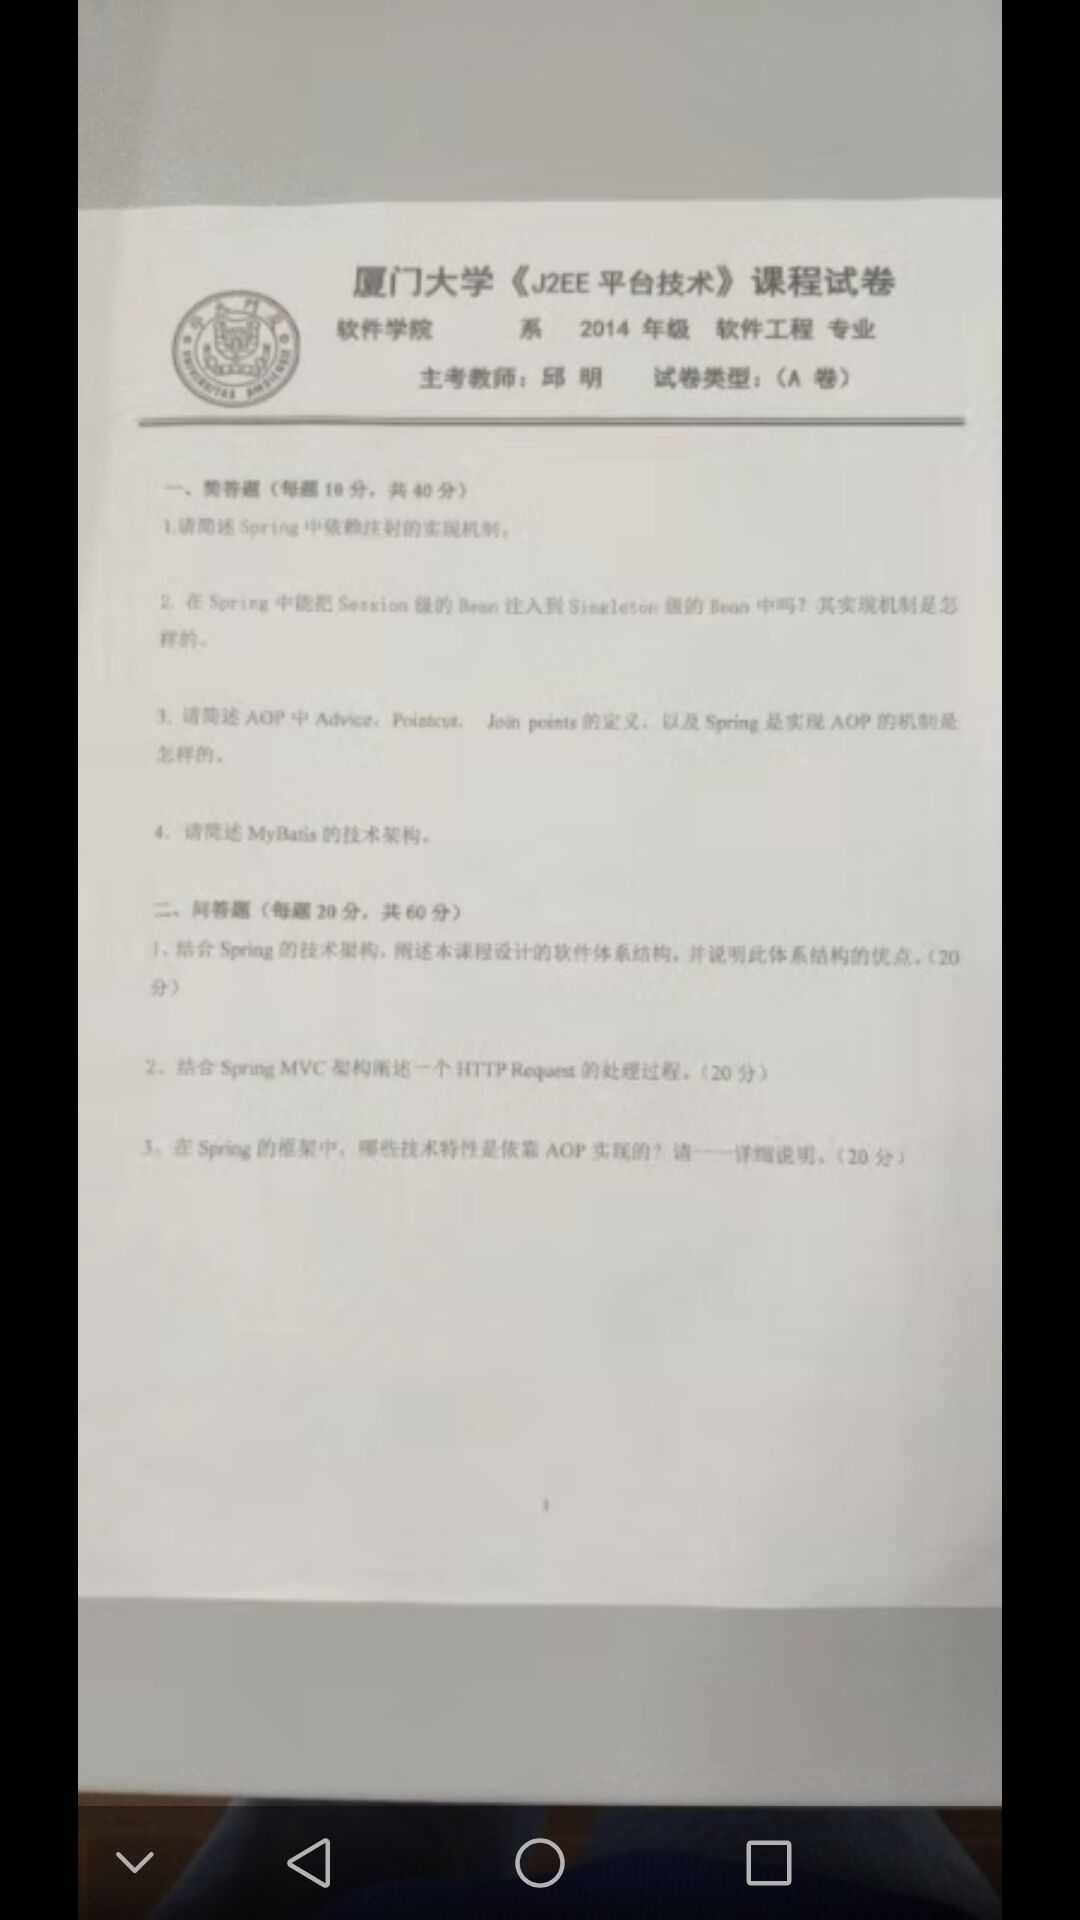 厦门大学《J2EE 平台技术》课程试卷
软件学院 系 2014 年级 软件工程 专业
主考教师：邱 明 试卷类型：（A 卷）
一、简答题（每题 10 分，共 40 分）
1.请简述 Spring 中依赖注射的实现机制。
2. 在 Spring 中能把 Session 级的 Bean 注入到 Singleton 级的 Bean 中吗？其实现机制是怎
样的。
3. 请简述 AOP 中 Advice、Pointcut、 Join points 的定义，以及 Spring 是实现 AOP 的机制是
怎样的。
4. 请简述 MyBatis 的技术架构。
二、问答题（每题 20 分，共 60 分）
1、结合 Spring 的技术架构，阐述本课程设计的软件体系结构，并说明此体系结构的优点。（20
分）
2、结合 Spring MVC 架构阐述一个 HTTP Request 的处理过程。（20 分）
3、在 Spring 的框架中，哪些技术特性是依靠 AOP 实现的？请一一详细说明。（20 分）
1